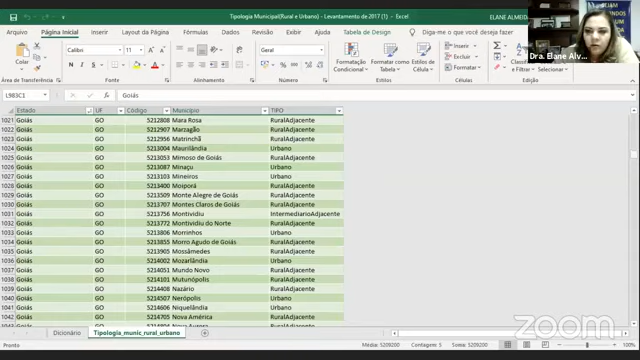 Tipologia Municipal(Rural e Urbano) - Levantamento de 2017 (1) - Excel
ELANE ALMEIDA
Arquivo Página Inicial Inserir Layout da Página Fórmulas Dados Revisão Exibir Ajuda Tabela de Design Diga-me o que você deseja fazer
Colar
Calibri 11
Geral
Formatação Condicional
Formatar como Tabela
Estilos de Célula
Inserir
Excluir
Formatar
Área de Transferência Fonte Alinhamento Número Estilos Células
L983C1 Goiás
Estado UF Código Município TIPO
1021 Goiás GO 5212808 Mara Rosa RuralAdjacente
1022 Goiás GO 5212907 Marzagão RuralAdjacente
1023 Goiás GO 5212956 Matrinchã RuralAdjacente
1024 Goiás GO 5213004 Maurilândia Urbano
1025 Goiás GO 5213053 Mimoso de Goiás RuralAdjacente
1026 Goiás GO 5213087 Minaçu Urbano
1027 Goiás GO 5213103 Mineiros Urbano
1028 Goiás GO 5213400 Moiporá RuralAdjacente
1029 Goiás GO 5213509 Monte Alegre de Goiás RuralAdjacente
1030 Goiás GO 5213707 Montes Claros de Goiás RuralAdjacente
1031 Goiás GO 5213756 Montividiu IntermediarioAdjacente
1032 Goiás GO 5213772 Montividiu do Norte RuralAdjacente
1033 Goiás GO 5213806 Morrinhos Urbano
1034 Goiás GO 5213855 Morro Agudo de Goiás RuralAdjacente
1035 Goiás GO 5213905 Mossâmedes RuralAdjacente
1036 Goiás GO 5214002 Mozarlândia Urbano
1037 Goiás GO 5214051 Mundo Novo RuralAdjacente
1038 Goiás GO 5214101 Mutunópolis RuralAdjacente
1039 Goiás GO 5214408 Nazário RuralAdjacente
1040 Goiás GO 5214507 Nerópolis Urbano
1041 Goiás GO 5214606 Niquelândia Urbano
1042 Goiás GO 5214705 Nova América RuralAdjacente
1043 Goiás GO 5214804 Nova Aurora RuralAdjacente
Dicionário Tipologia_munic_rural_urbano
Pronto Média: 5209200 Contagem: 5 Soma: 5209200 100%
Dra. Elane Alv...
zoom